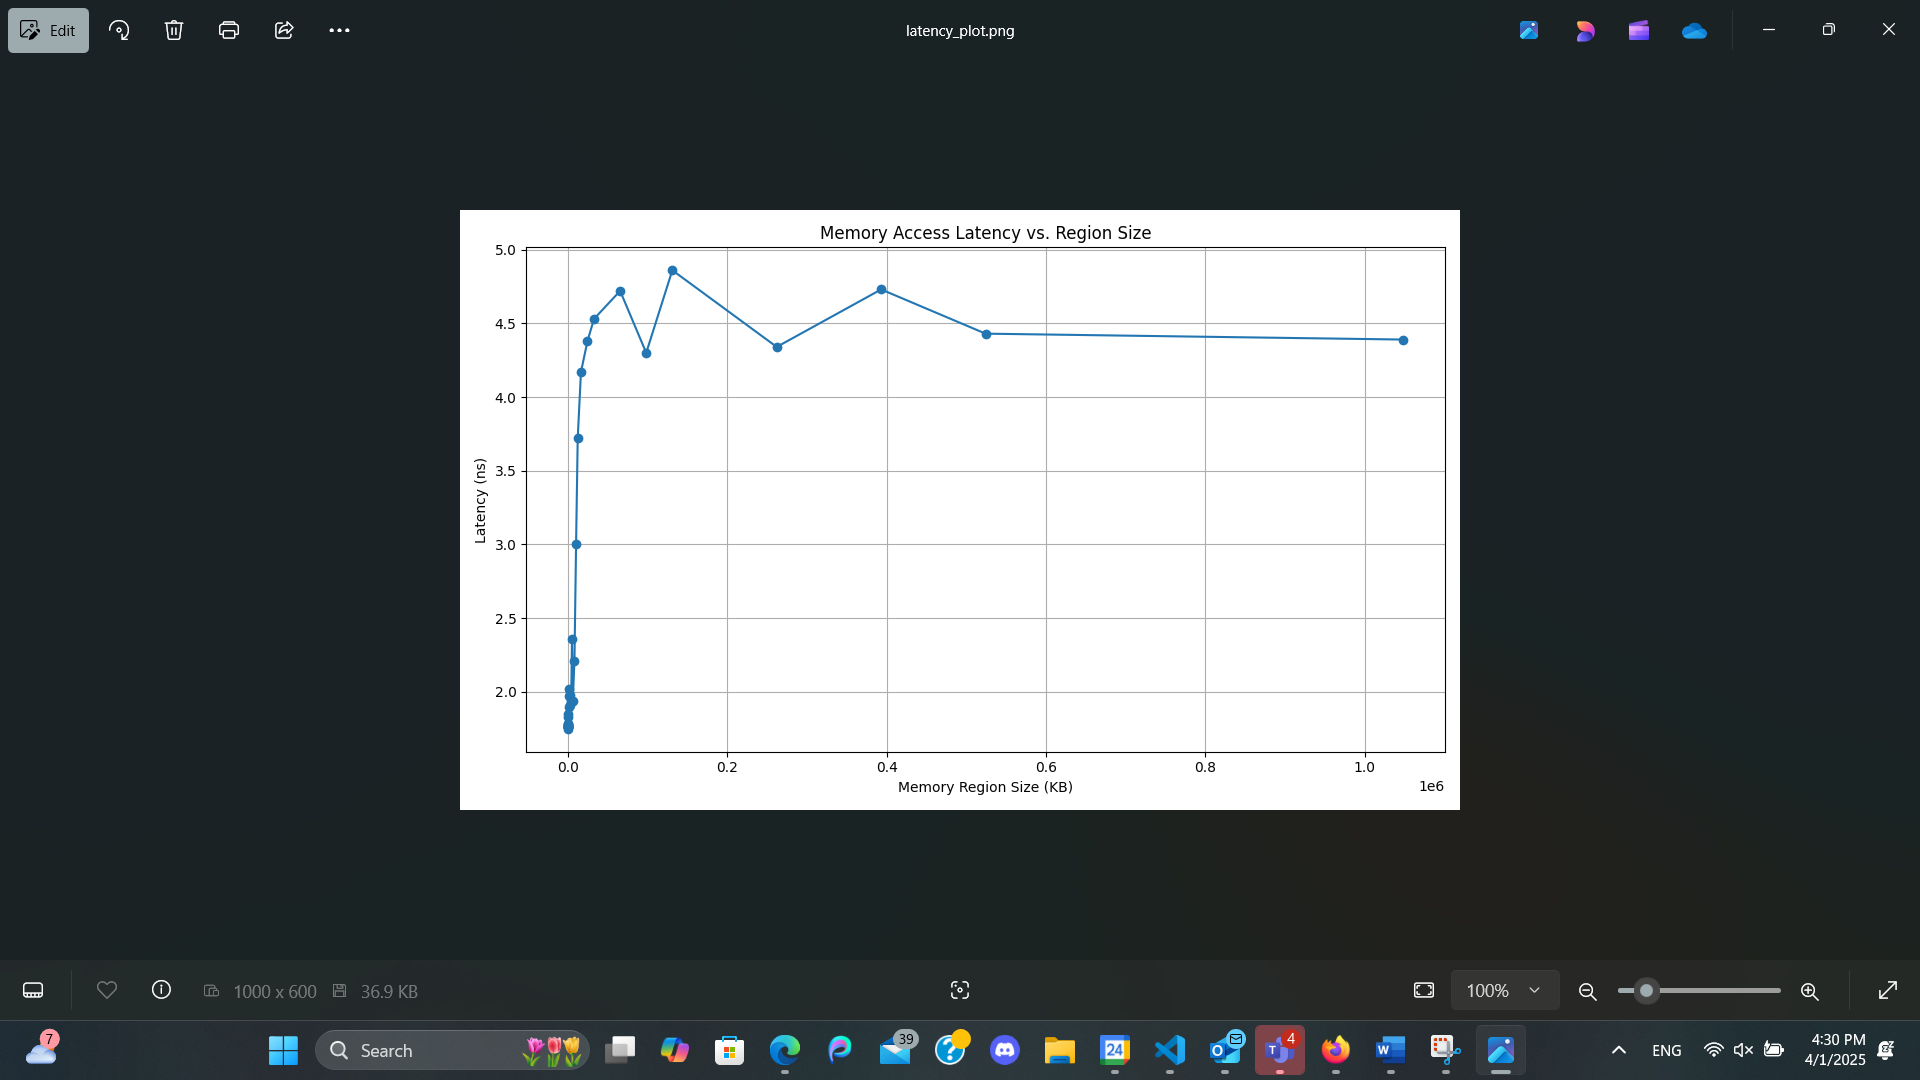 Edit
latency_plot.png
Memory Access Latency vs. Region Size
5.0
4.5
4.0
3.5
3.0
2.5
2.0
Latency (ns)
0.0 0.2 0.4 0.6 0.8 1.0
Memory Region Size (KB)
1e6
1000 x 600 36.9 KB
100%
7
Search
39
24
4
ENG
4:30 PM
4/1/2025